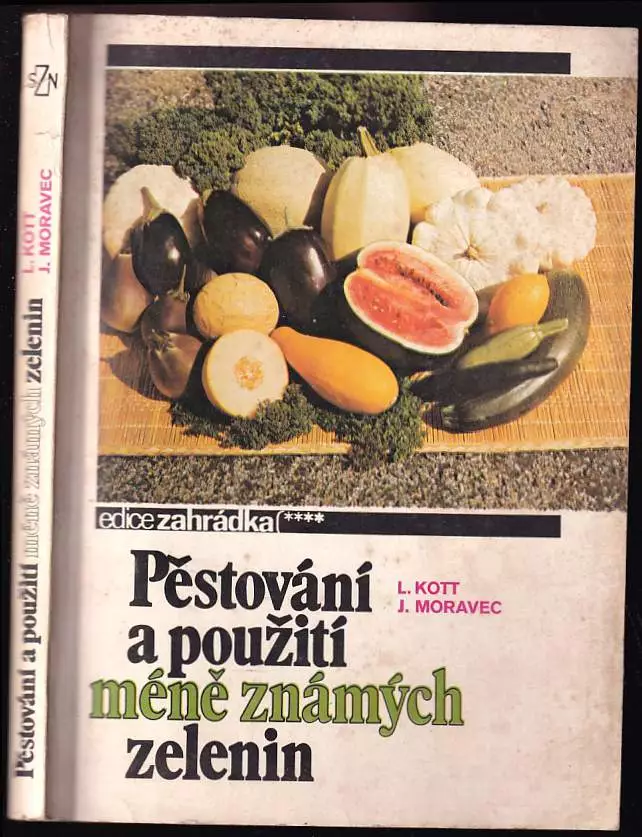 SZN
L. KOTT
J. MORAVEC
Pěstování a použití méně známých zelenin
edice zahrádka (****
Pěstování
a použití
méně známých
zelenin
L. KOTT
J. MORAVEC